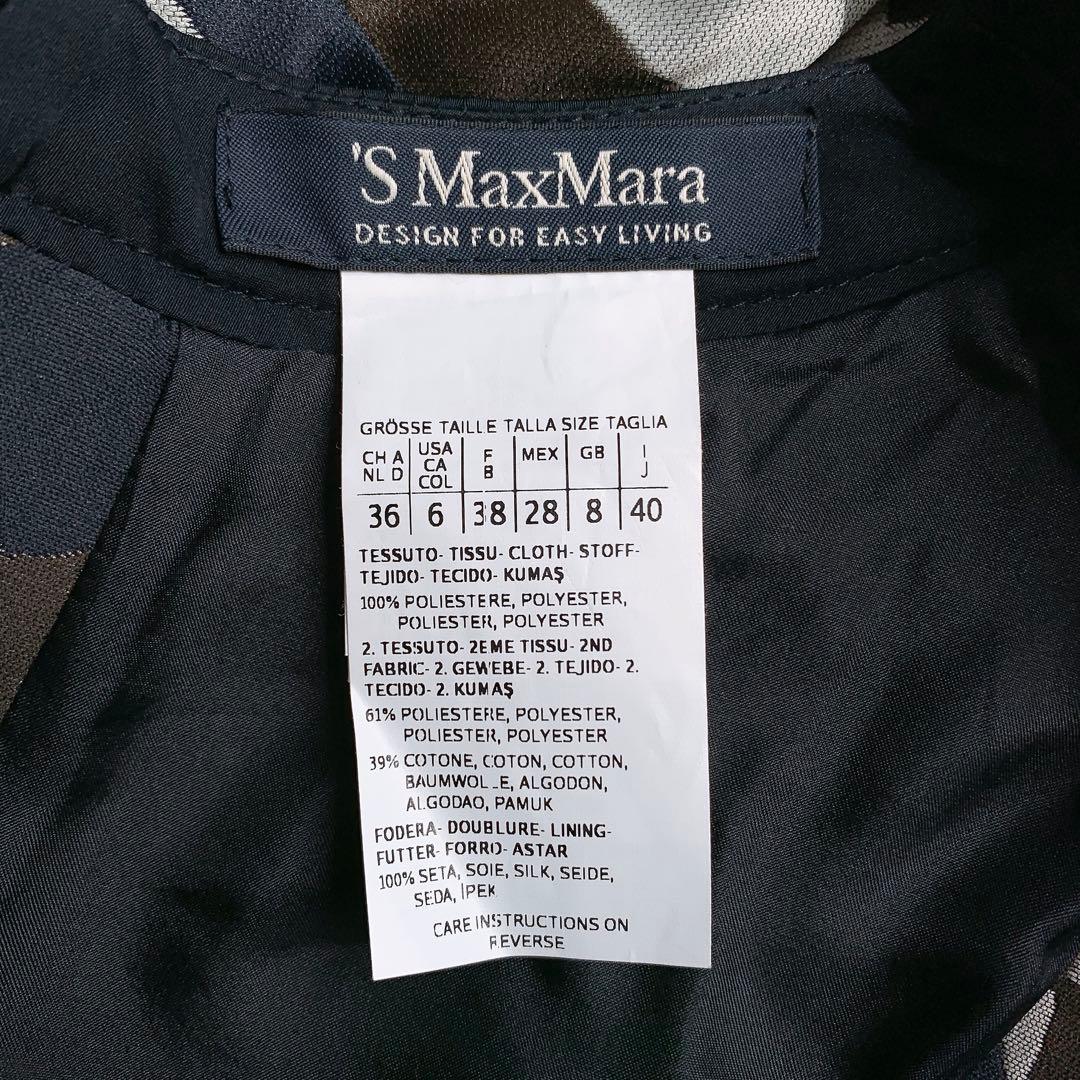 'S MaxMara
DESIGN FOR EASY LIVING
GRÖSSE TAILLE TALLA SIZE TAGLIA
CH A NL D USA CA COL F B MEX GB I J
36 6 38 28 8 40
TESSUTO- TISSU- CLOTH- STOFF-
TEJIDO- TECIDO- KUMAŞ
100% POLIESTERE, POLYESTER,
POLIESTER, POLYESTER
2. TESSUTO- 2EME TISSU- 2ND
FABRIC- 2. GEWEBE- 2. TEJIDO- 2.
TECIDO- 2. KUMAŞ
61% POLIESTERE, POLYESTER,
POLIESTER, POLYESTER
39% COTONE, COTON, COTTON,
BAUMWOLLE, ALGODON,
ALGODAO, PAMUK
FODERA- DOUBLURE- LINING-
FUTTER- FORRO- ASTAR
100% SETA, SOIE, SILK, SEIDE,
SEDA, İPEK
CARE INSTRUCTIONS ON
REVERSE